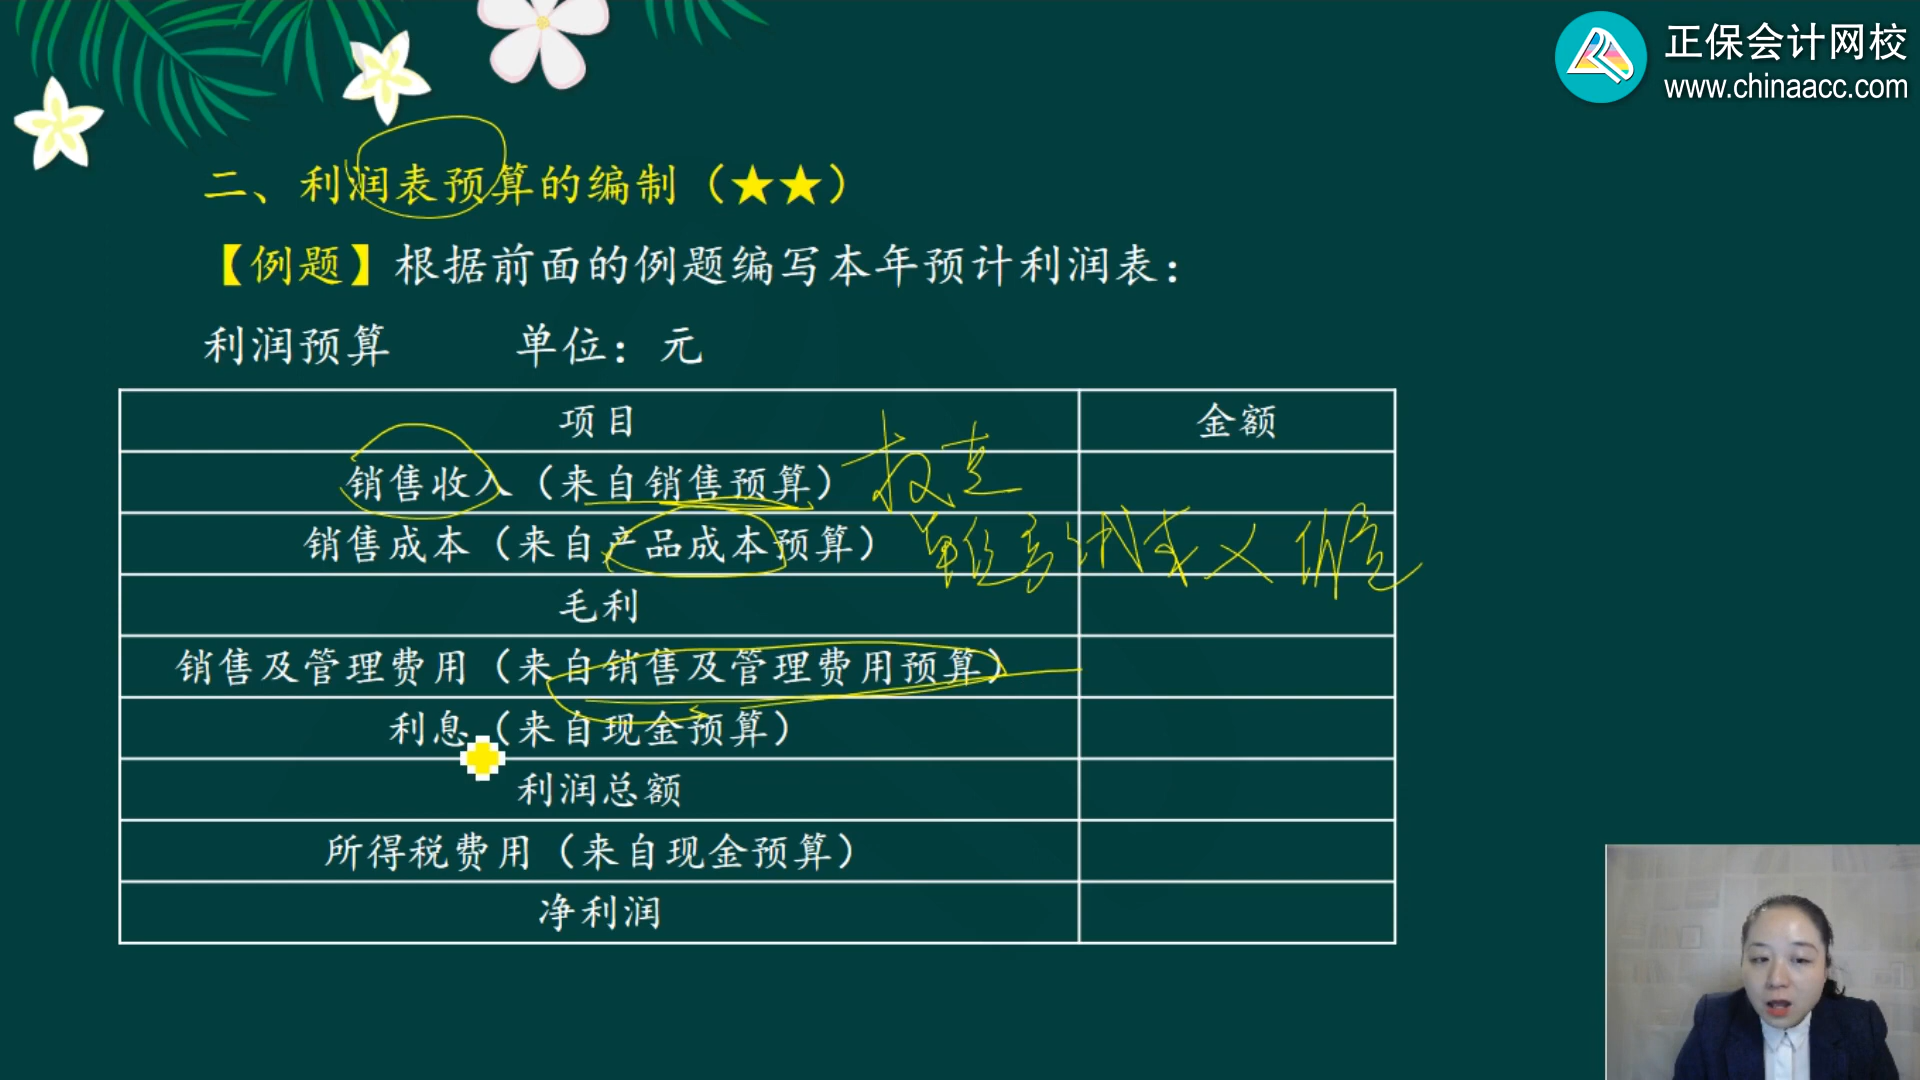 正保会计网校
www.chinaacc.com
二、利润表预算的编制（★★）
【例题】根据前面的例题编写本年预计利润表：
利润预算 单位：元
项目 金额
销售收入（来自销售预算）
销售成本（来自产品成本预算）
毛利
销售及管理费用（来自销售及管理费用预算）
利息（来自现金预算）
利润总额
所得税费用（来自现金预算）
净利润